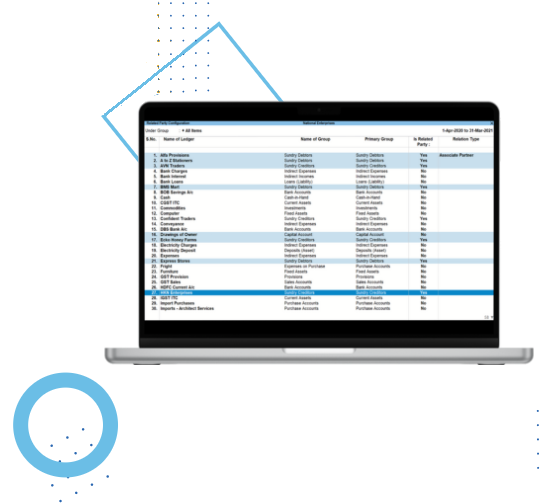 Related Party Configuration National Enterprises
Under Group : ♦ All Items 1-Apr-2020 to 31-Mar-2021
S.No. Name of Ledger Name of Group Primary Group Is Related Relation Type
Party :
1. Alfa Provisions Sundry Debtors Sundry Debtors Yes Associate Partner
2. A to Z Stationers Sundry Debtors Sundry Debtors Yes
3. AVN Traders Sundry Creditors Sundry Creditors Yes
4. Bank Charges Indirect Expenses Indirect Expenses No
5. Bank Interest Indirect Incomes Indirect Incomes No
6. Bank Loans Loans (Liability) Loans (Liability) No
7. BMB Mart Sundry Debtors Sundry Debtors Yes
8. BOB Savings A/c Bank Accounts Bank Accounts No
9. Cash Cash-in-Hand Cash-in-Hand No
10. CGST ITC Current Assets Current Assets No
11. Commodities Investments Investments No
12. Computer Fixed Assets Fixed Assets No
13. Confident Traders Sundry Creditors Sundry Creditors Yes
14. Conveyance Indirect Expenses Indirect Expenses No
15. DBS Bank A/c Bank Accounts Bank Accounts No
16. Drawings of Owner Capital Account Capital Account No
17. Eriko Honey Farms Sundry Creditors Sundry Creditors Yes
18. Electricity Charges Indirect Expenses Indirect Expenses No
19. Electricity Deposit Deposits (Asset) Deposits (Asset) No
20. Expenses Indirect Expenses Indirect Expenses No
21. Express Stores Sundry Debtors Sundry Debtors Yes
22. Fright Expenses on Purchase Purchase Accounts No
23. Furniture Fixed Assets Fixed Assets No
24. GST Provision Provisions Provisions No
25. GST Sales Sales Accounts Sales Accounts No
26. HDFC Current A/c Bank Accounts Bank Accounts No
27. Enterprises Sundry Creditors Sundry Creditors Yes
28. IGST ITC Current Assets Current Assets No
29. Import Purchases Purchase Accounts Purchase Accounts No
30. Imports - Architect Services Purchase Accounts Purchase Accounts No